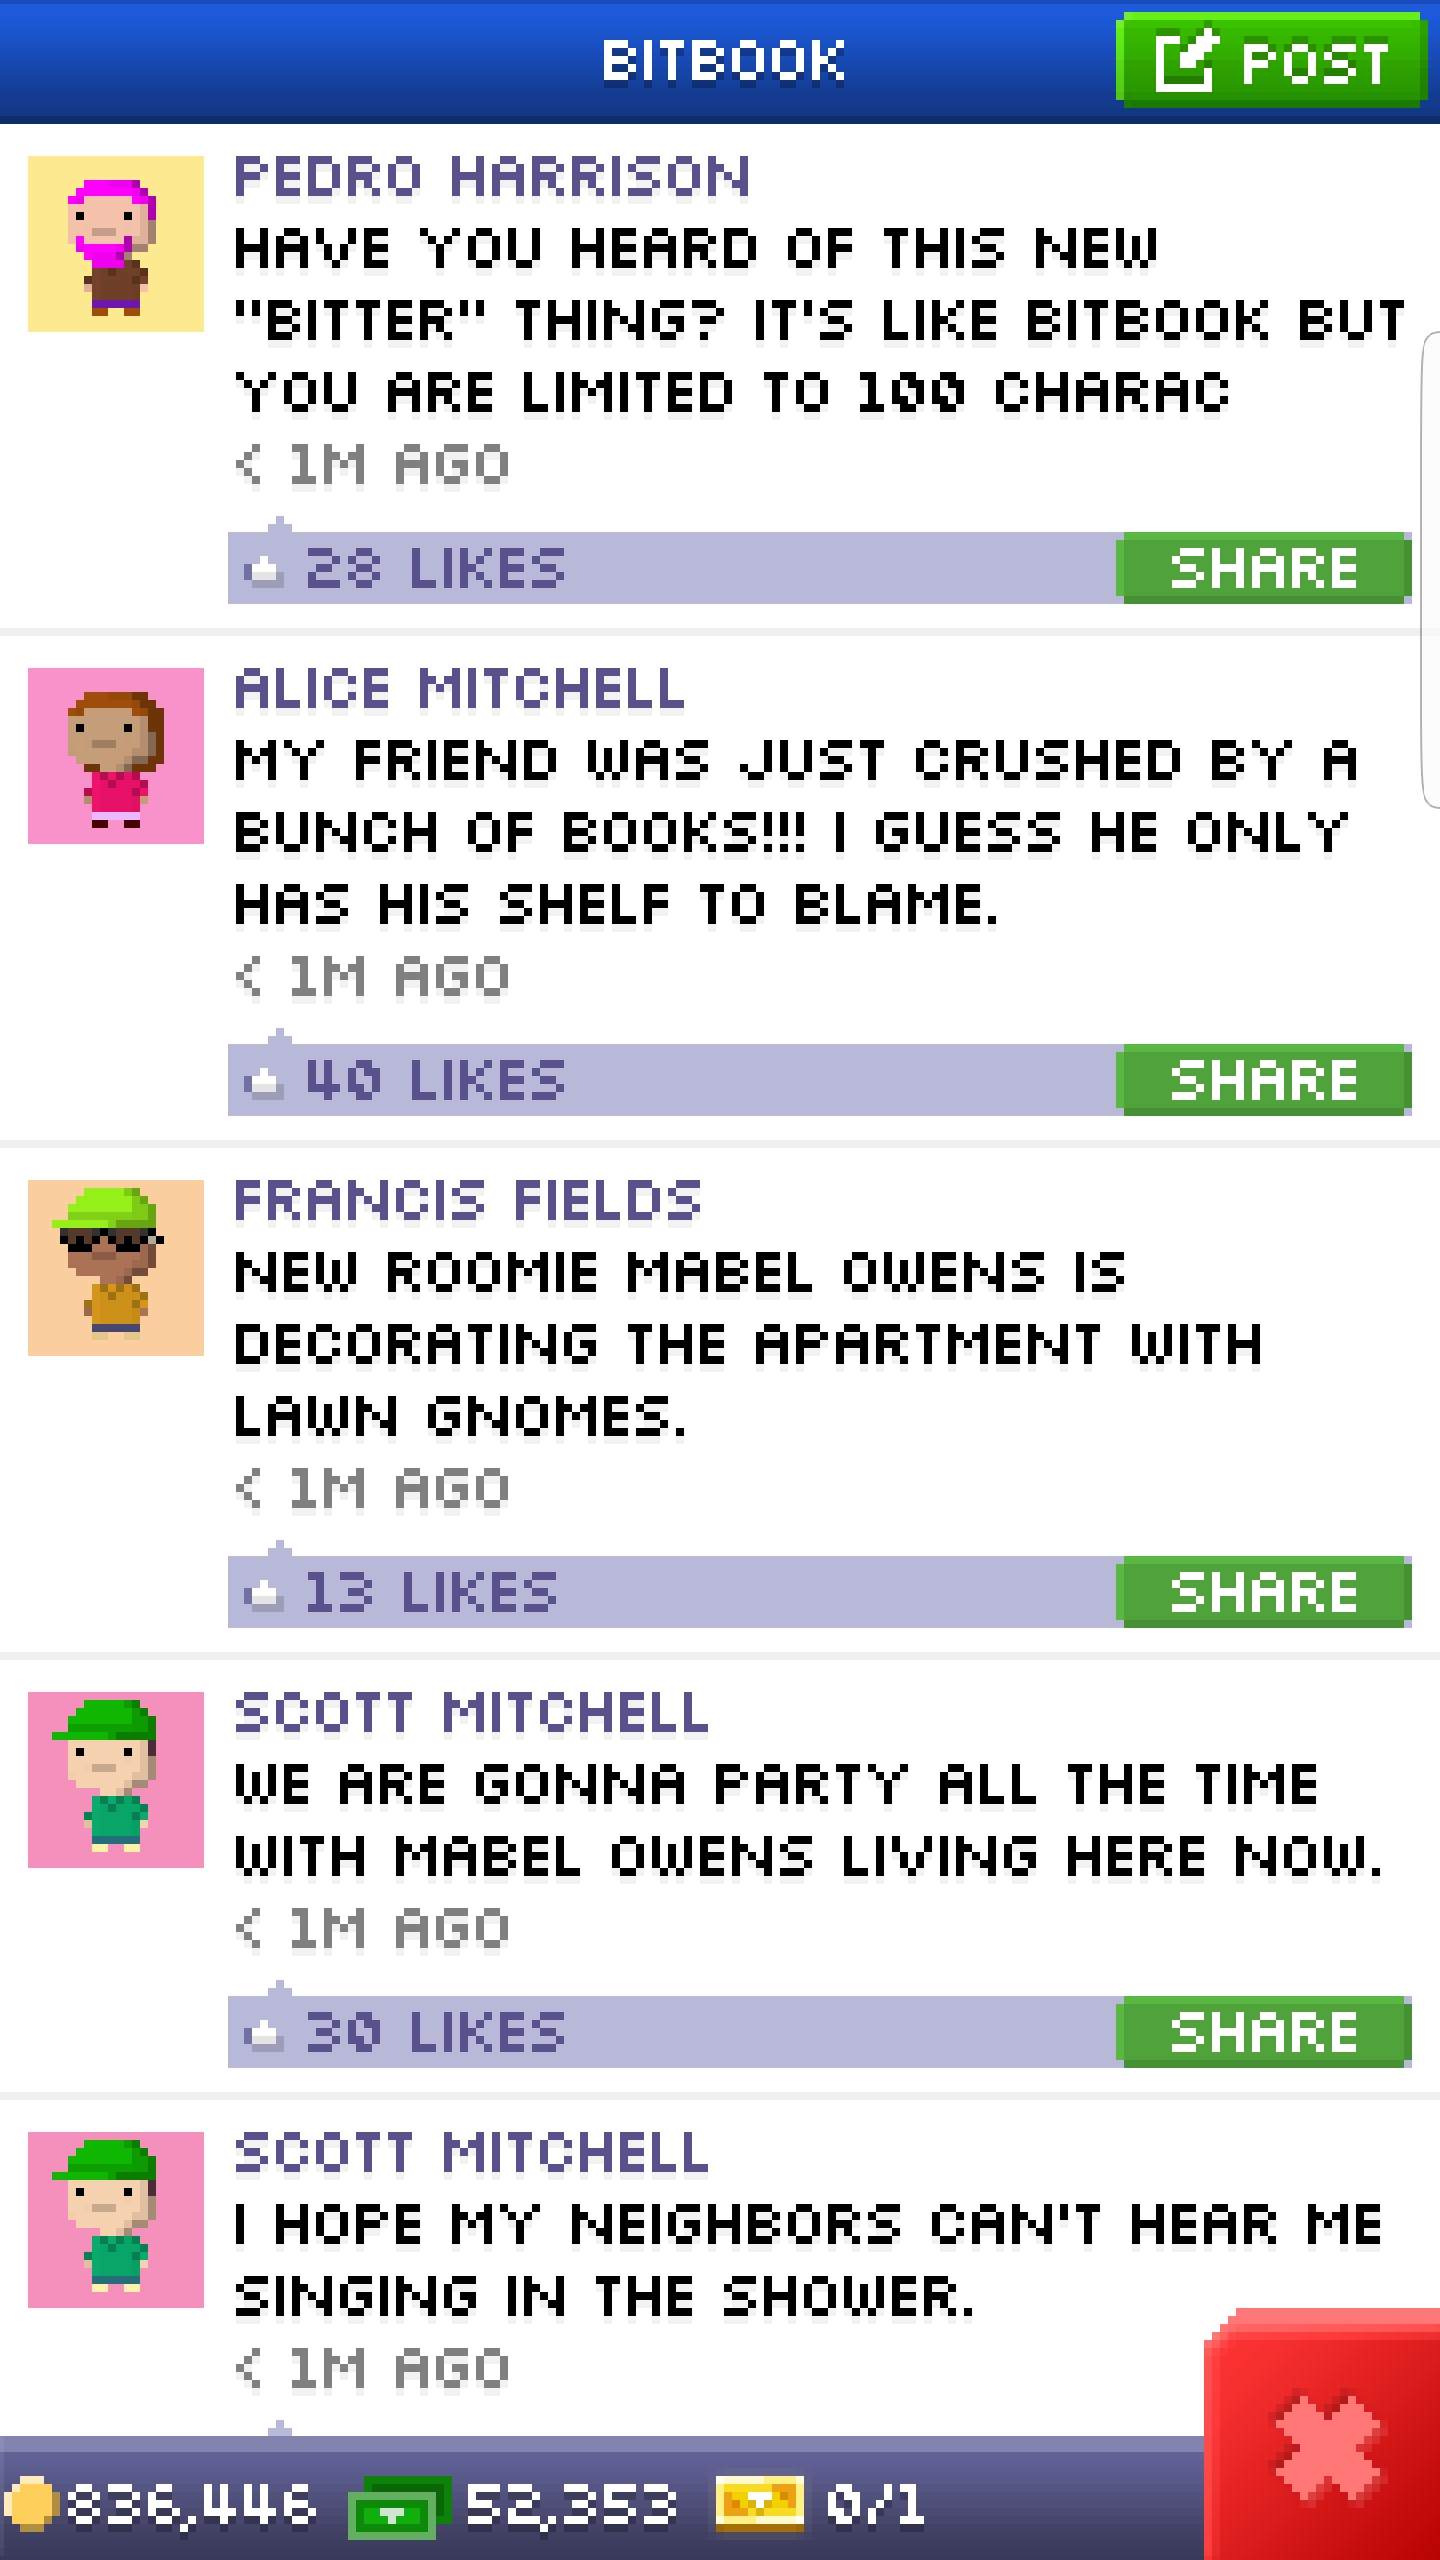 BITBOOK
POST
PEDRO HARRISON
HAVE YOU HEARD OF THIS NEW
"BITTER" THING? IT'S LIKE BITBOOK BUT
YOU ARE LIMITED TO 100 CHARAC
< 1M AGO
28 LIKES
SHARE
ALICE MITCHELL
MY FRIEND WAS JUST CRUSHED BY A
BUNCH OF BOOKS!!! I GUESS HE ONLY
HAS HIS SHELF TO BLAME.
< 1M AGO
40 LIKES
SHARE
FRANCIS FIELDS
NEW ROOMIE MABEL OWENS IS
DECORATING THE APARTMENT WITH
LAWN GNOMES.
< 1M AGO
13 LIKES
SHARE
SCOTT MITCHELL
WE ARE GONNA PARTY ALL THE TIME
WITH MABEL OWENS LIVING HERE NOW.
< 1M AGO
30 LIKES
SHARE
SCOTT MITCHELL
I HOPE MY NEIGHBORS CAN'T HEAR ME
SINGING IN THE SHOWER.
< 1M AGO
836,446
52,353
0/1